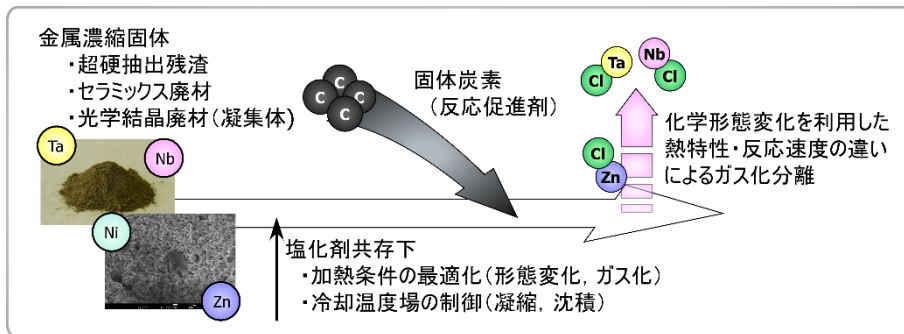 金属濃縮固体
・超硬抽出残渣
・セラミックス廃材
・光学結晶廃材(凝集体)
Ta
Nb
Ni
Zn
C
C
C
C
固体炭素
(反応促進剤)
塩化剤共存下
・加熱条件の最適化(形態変化, ガス化)
・冷却温度場の制御(凝縮, 沈積)
Ta
Cl
Nb
Cl
Cl
Zn
化学形態変化を利用した
熱特性・反応速度の違い
によるガス化分離